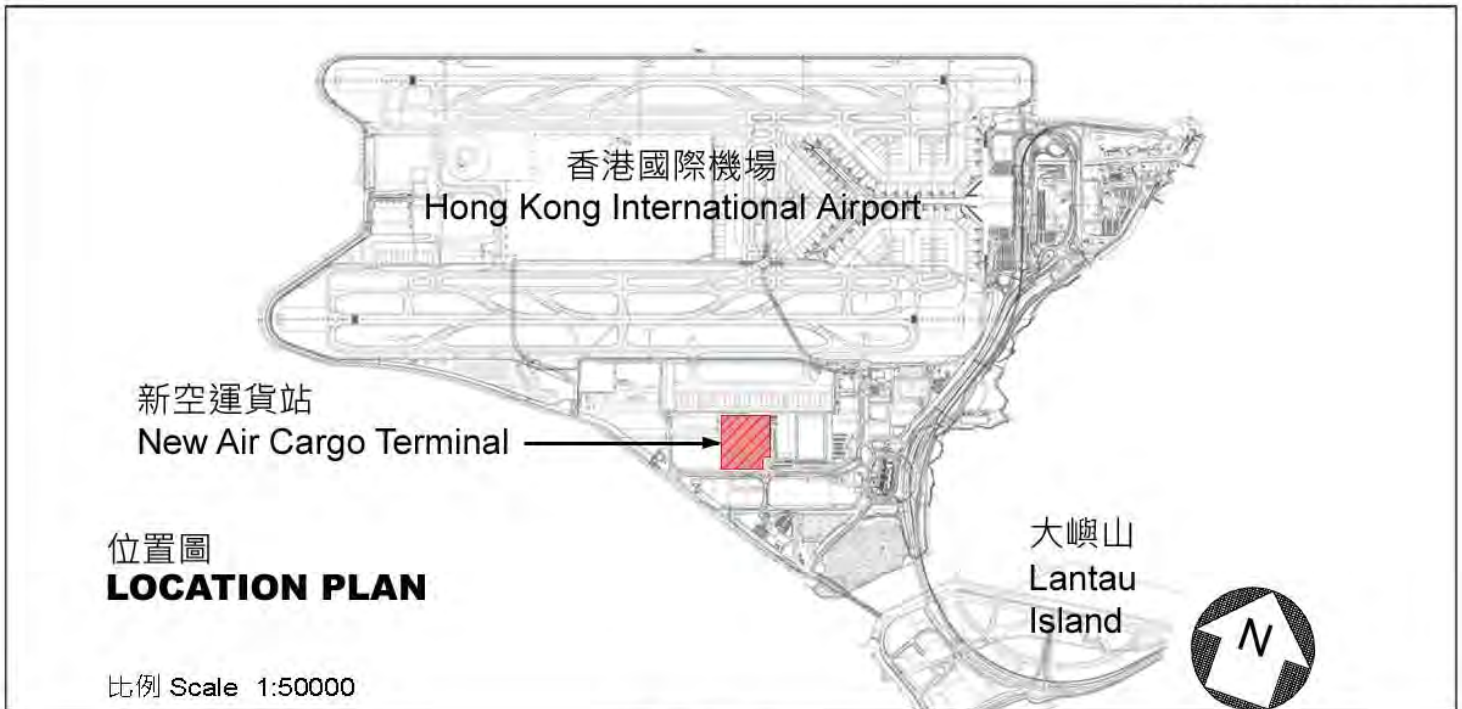 香港國際機場
Hong Kong International Airport
新空運貨站
New Air Cargo Terminal
位置圖
LOCATION PLAN
大嶼山
Lantau
Island
N
比例 Scale 1:50000